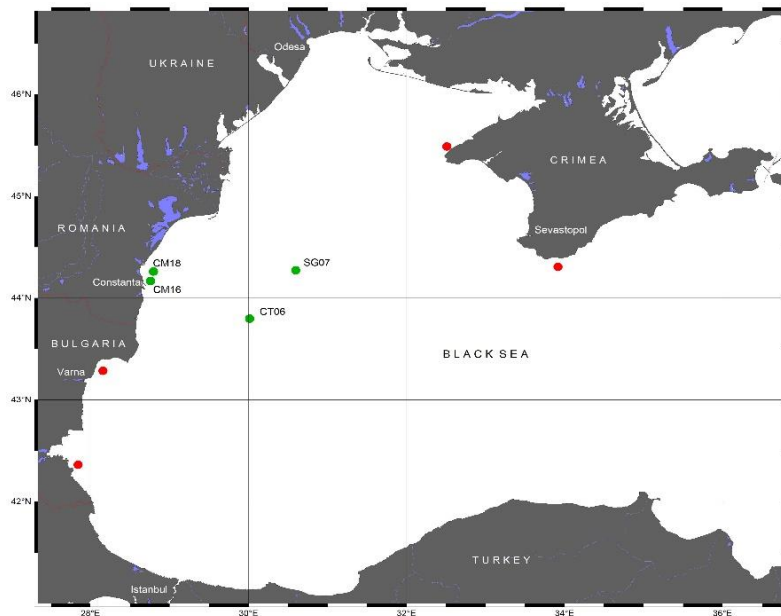 Odesa
UKRAINE
46°N
CRIMEA
45°N
ROMANIA
Sevastopol
CM18
SG07
Constanta
CM16
44°N
CT06
BULGARIA
BLACK SEA
Varna
43°N
42°N
TURKEY
Istanbul
28°E
30°E
32°E
34°E
36°E